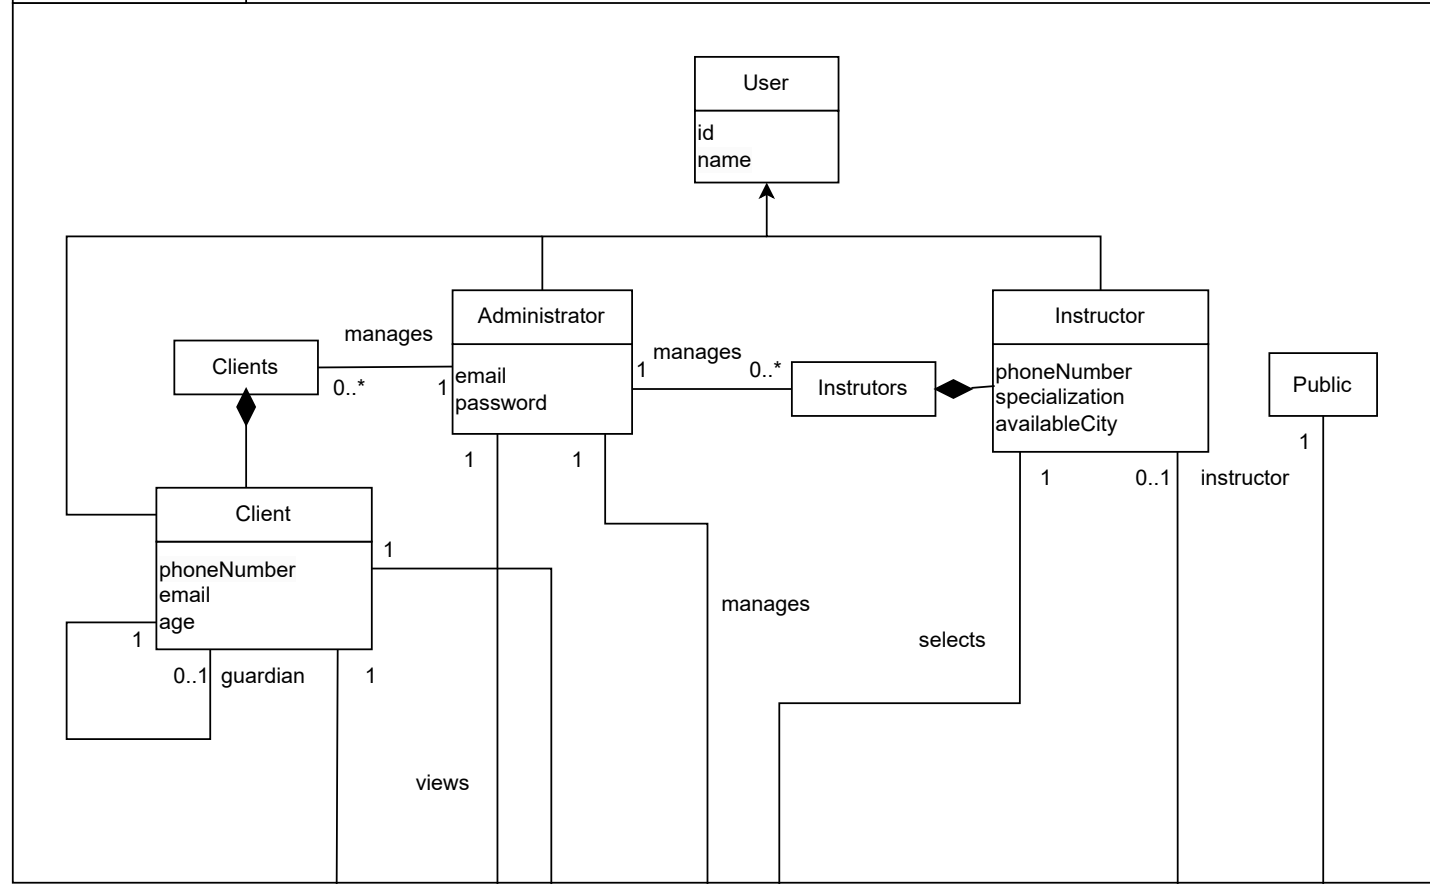 User
id
name
Administrator
Instructor
manages
manages
Clients
0..*
1
email
password
1
0..*
Instrutors
phoneNumber
specialization
availableCity
Public
1
1
1
1
0..1
instructor
Client
1
phoneNumber
email
age
1
0..1
guardian
1
manages
selects
views